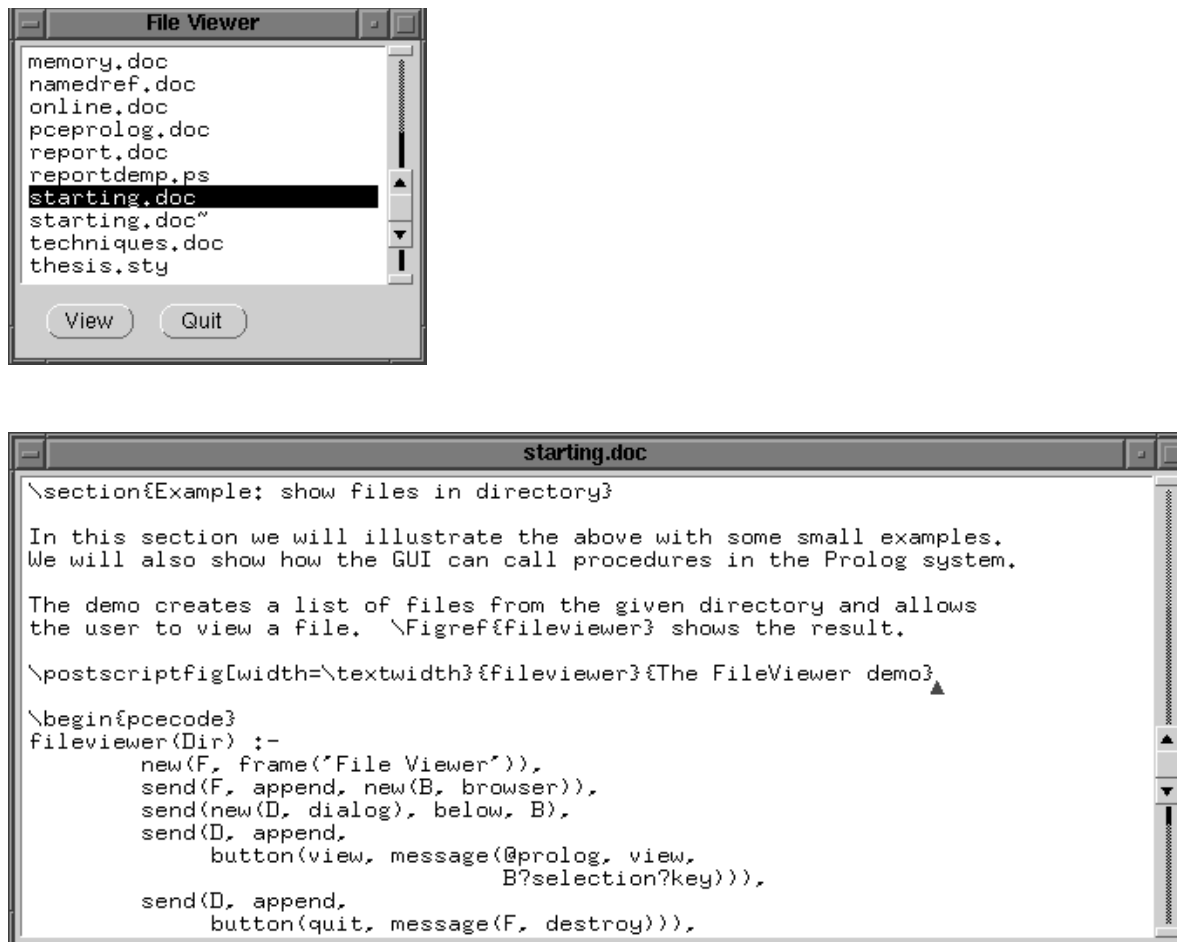 File Viewer
memory.doc
namedref.doc
online.doc
pceprolog.doc
report.doc
reportdemp.ps
starting.doc
starting.doc~
techniques.doc
thesis.sty
View Quit
starting.doc
\section{Example: show files in directory}
In this section we will illustrate the above with some small examples.
We will also show how the GUI can call procedures in the Prolog system.
The demo creates a list of files from the given directory and allows
the user to view a file.  \Figref{fileviewer} shows the result.
\postscriptfig[width=\textwidth}{fileviewer}{The FileViewer demo}
\begin{pcecode}
fileviewer(Dir) :-
        new(F, frame('File Viewer')),
        send(F, append, new(B, browser)),
        send(new(D, dialog), below, B),
        send(D, append,
             button(view, message(@prolog, view,
                                  B?selection?key))),
        send(D, append,
             button(quit, message(F, destroy))),